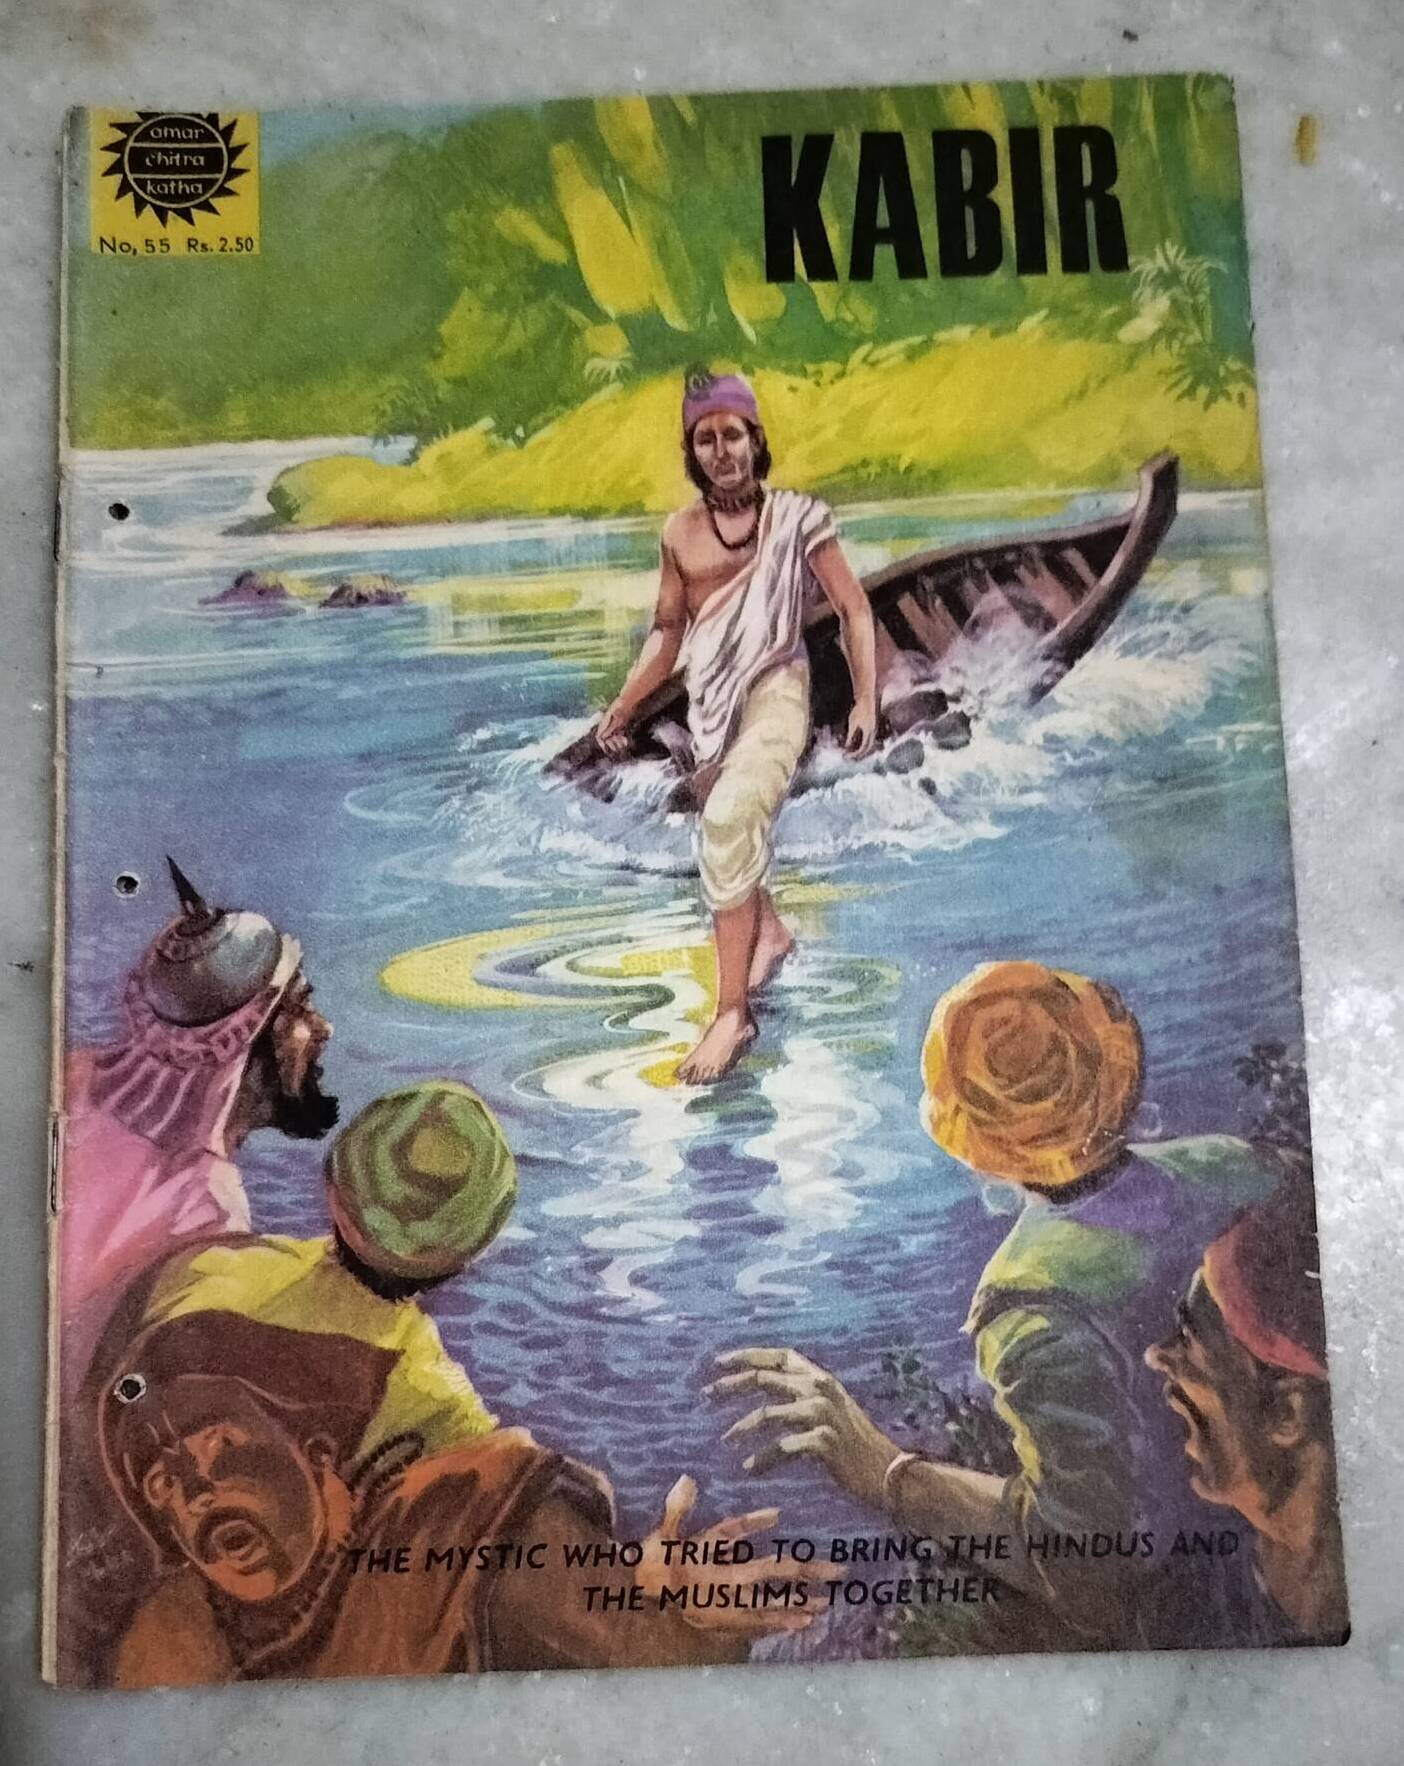 amar
chitra
katha
No, 55 Rs. 2.50
KABIR
THE MYSTIC WHO TRIED TO BRING THE HINDUS AND
THE MUSLIMS TOGETHER